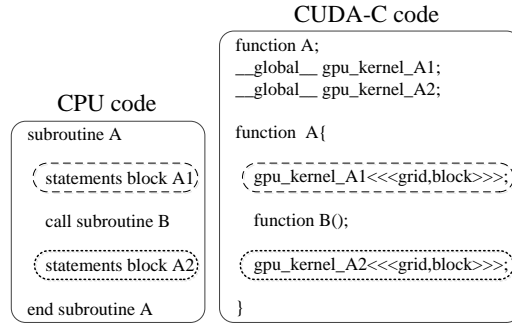 CPU code
subroutine A
statements block A1
call subroutine B
statements block A2
end subroutine A
CUDA-C code
function A;
__global__ gpu_kernel_A1;
__global__ gpu_kernel_A2;
function A{
gpu_kernel_A1<<<grid,block>>>;
function B();
gpu_kernel_A2<<<grid,block>>>;
}